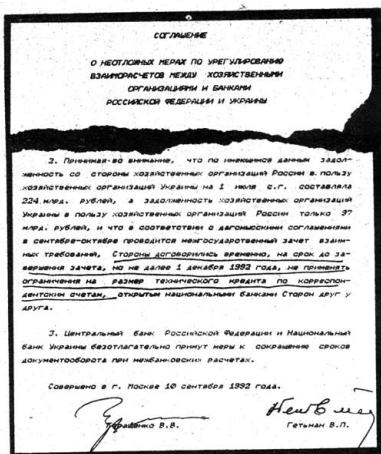 СОГЛАШЕНИЕ
О НЕОТЛОЖНЫХ МЕРАХ ПО УРЕГУЛИРОВАНИЮ
ВЗАИМОРАСЧЕТОВ МЕЖДУ ХОЗЯЙСТВЕННЫМИ
ОРГАНИЗАЦИЯМИ И БАНКАМИ
РОССИЙСКОЙ ФЕДЕРАЦИИ И УКРАИНЫ
2. Принимая во внимание, что по имеющимся данным задол-
женность со стороны хозяйственных организаций России в пользу
хозяйственных организаций Украины на 1 июля с.г. составляла
224 млрд. рублей, а задолженность хозяйственных организаций
Украины в пользу хозяйственных организаций России только 97
млрд. рублей, и что в соответствии с дагомысскими соглашениями
в сентябре-октябре проводится межгосударственный зачет взаим-
ных требований, Стороны договорились временно, на срок до за-
вершения зачета, но не далее 1 декабря 1992 года, не применять
ограничения на размер технического кредита по корреспон-
дентским счетам, открытым национальными банками Сторон друг у
друга.
3. Центральный банк Российской Федерации и Национальный
банк Украины безотлагательно примут меры к сокращению сроков
документооборота при межбанковских расчетах.
Совершено в г. Москве 10 сентября 1992 года.
Геращенко В.В. Гетьман В.П.